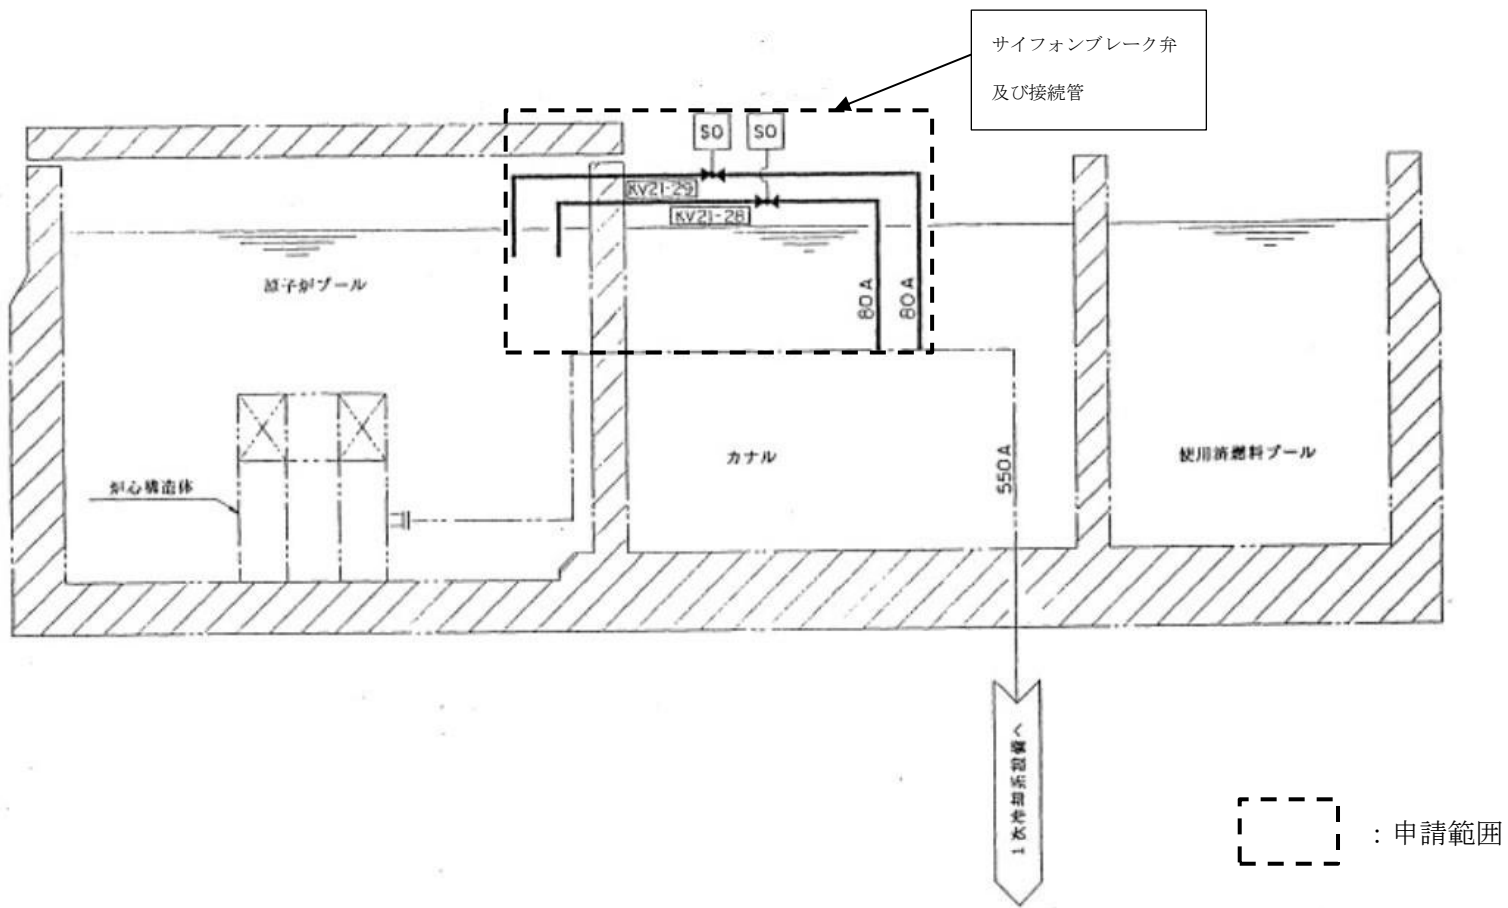 サイフォンブレーク弁
及び接続管
SO
SO
KV21-29
KV21-28
原子炉プール
80A
80A
カナル
550A
使用済燃料プール
炉心構造体
1次冷却系設備へ
：申請範囲